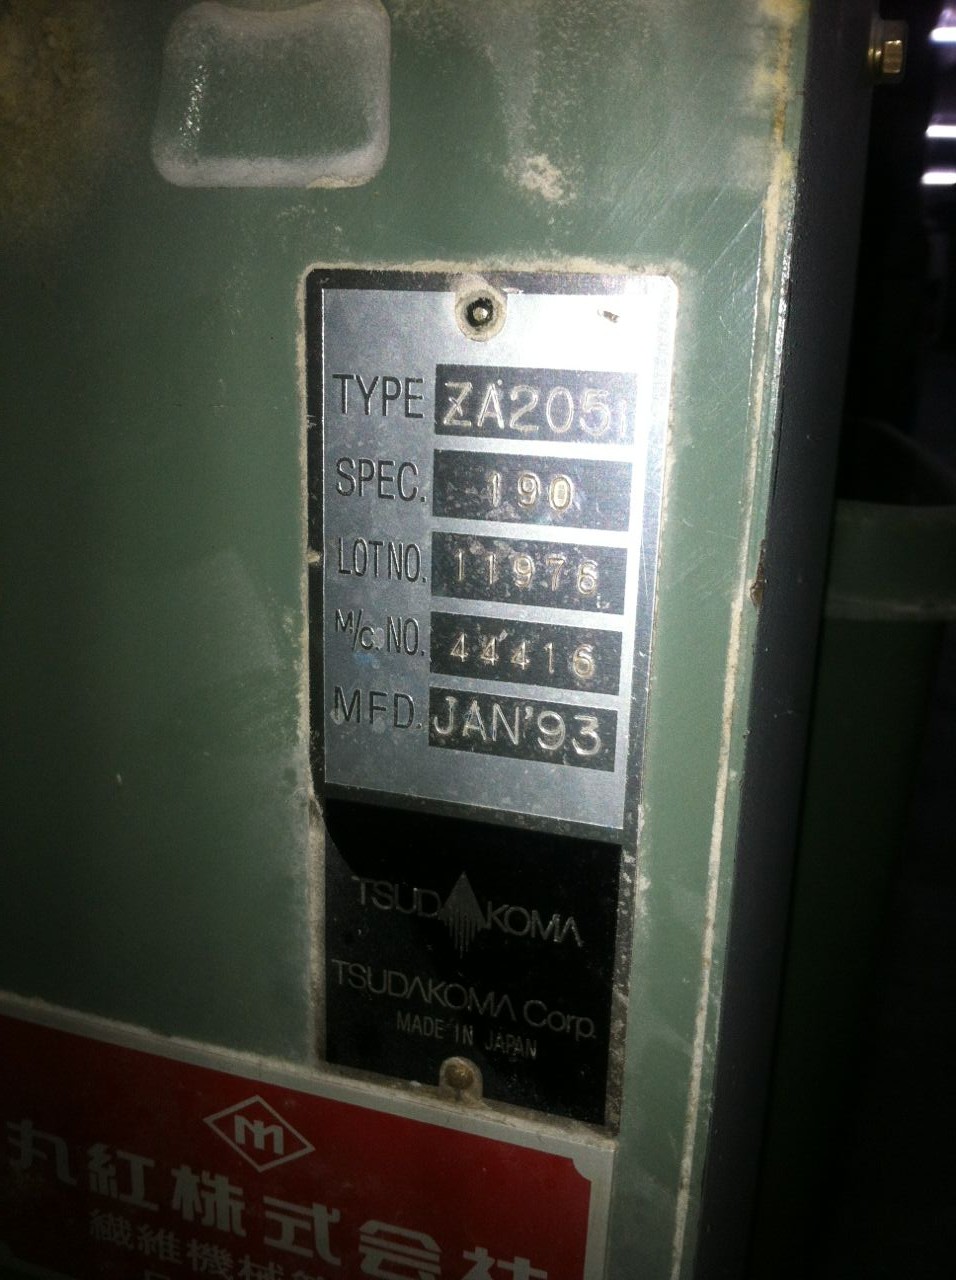 TYPE ZA205i
SPEC. 190
LOT NO. 11976
M/C. NO. 44416
MFD. JAN'93
TSUDAKOMA
TSUDAKOMA Corp.
MADE IN JAPAN
m
丸紅株式会社
繊維機械